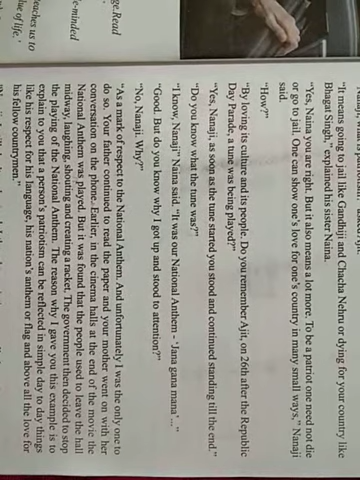 ge.Read
e-minded
eaches us to
lue of life.'
"It means going to jail like Gandhiji and Chacha Nehru or dying for your country like
Bhagat Singh," explained his sister Naina.
"Yes, Naina you are right. But it also means a lot more. To be a patriot one need not die
or go to jail. One can show one's love for one's country in many small ways," Nanaji
said.
"How?"
"By loving its culture and its people. Do you remember Ajit, on 26th after the Republic
Day Parade, a tune was being played?"
"Yes, Nanaji, as soon as the tune started you stood and continued standing till the end."
"Do you know what the tune was?"
"I know, Nanaji" Naina said. "It was our National Anthem - 'Jana gana mana' ... "
"Good. But do you know why I got up and stood to attention?"
"No, Nanaji. Why?"
"As a mark of respect to the National Anthem. And unfortunately I was the only one to
do so. Your father continued to read the paper and your mother went on with her
conversation on the phone.. Earlier, in the cinema halls at the end of the movie the
National Anthem was played. But it was found that the people used to leave the hall
midway, laughing, shouting and creating a racket. The government then decided to stop
the playing of the National Anthem. The reason why I gave you this example is to
explain to you that a person's patriotism can be reflected in simple day to day things
like his respect for his language, his nation's anthem or flag and above all the love for
his fellow countrymen."